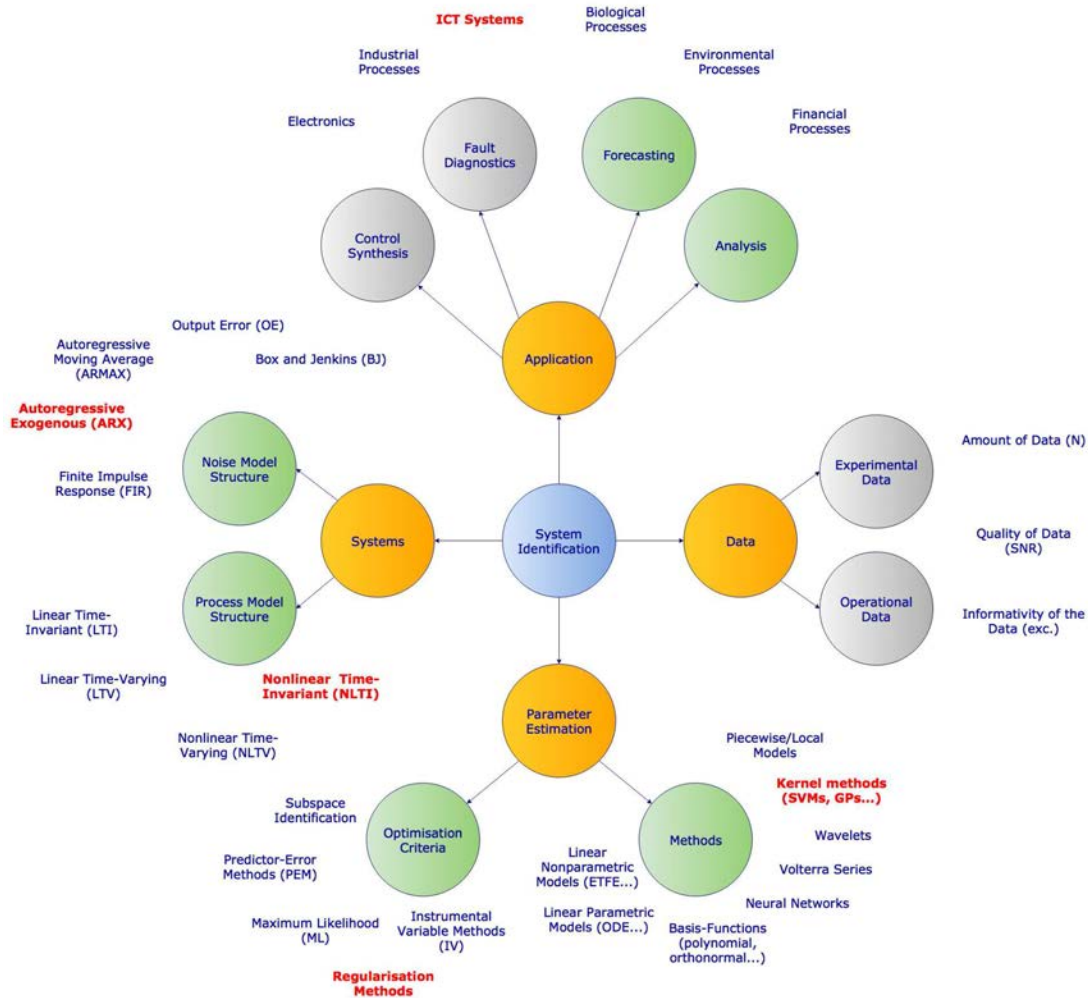 ICT Systems
Biological
Processes
Industrial
Processes
Environmental
Processes
Electronics
Financial
Processes
Fault
Diagnostics
Forecasting
Control
Synthesis
Analysis
Output Error (OE)
Autoregressive
Moving Average
(ARMAX)
Box and Jenkins (BJ)
Application
Autoregressive
Exogenous (ARX)
Noise Model
Structure
Finite Impulse
Response (FIR)
Experimental
Data
Amount of Data (N)
Systems
System
Identification
Data
Quality of Data
(SNR)
Process Model
Structure
Operational
Data
Linear Time-
Invariant (LTI)
Informativity of the
Data (exc.)
Linear Time-Varying
(LTV)
Nonlinear Time-
Invariant (NLTI)
Nonlinear Time-
Varying (NLTV)
Parameter
Estimation
Piecewise/Local
Models
Kernel methods
(SVMs, GPs...)
Subspace
Identification
Optimisation
Criteria
Methods
Wavelets
Predictor-Error
Methods (PEM)
Linear
Nonparametric
Models (ETFE...)
Volterra Series
Neural Networks
Maximum Likelihood
(ML)
Instrumental
Variable Methods
(IV)
Linear Parametric
Models (ODE...)
Basis-Functions
(polynomial,
orthonormal...)
Regularisation
Methods